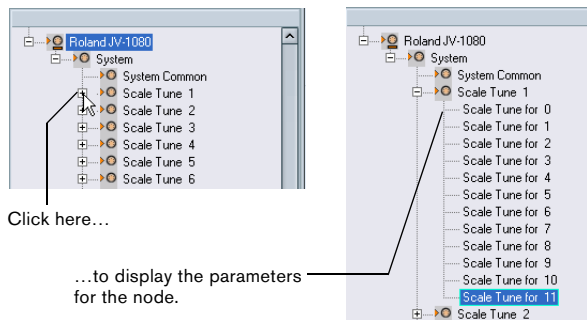 Roland JV-1080
System
System Common
Scale Tune 1
Scale Tune 2
Scale Tune 3
Scale Tune 4
Scale Tune 5
Scale Tune 6
Click here…
…to display the parameters
for the node.
Roland JV-1080
System
System Common
Scale Tune 1
Scale Tune for 0
Scale Tune for 1
Scale Tune for 2
Scale Tune for 3
Scale Tune for 4
Scale Tune for 5
Scale Tune for 6
Scale Tune for 7
Scale Tune for 8
Scale Tune for 9
Scale Tune for 10
Scale Tune for 11
Scale Tune 2